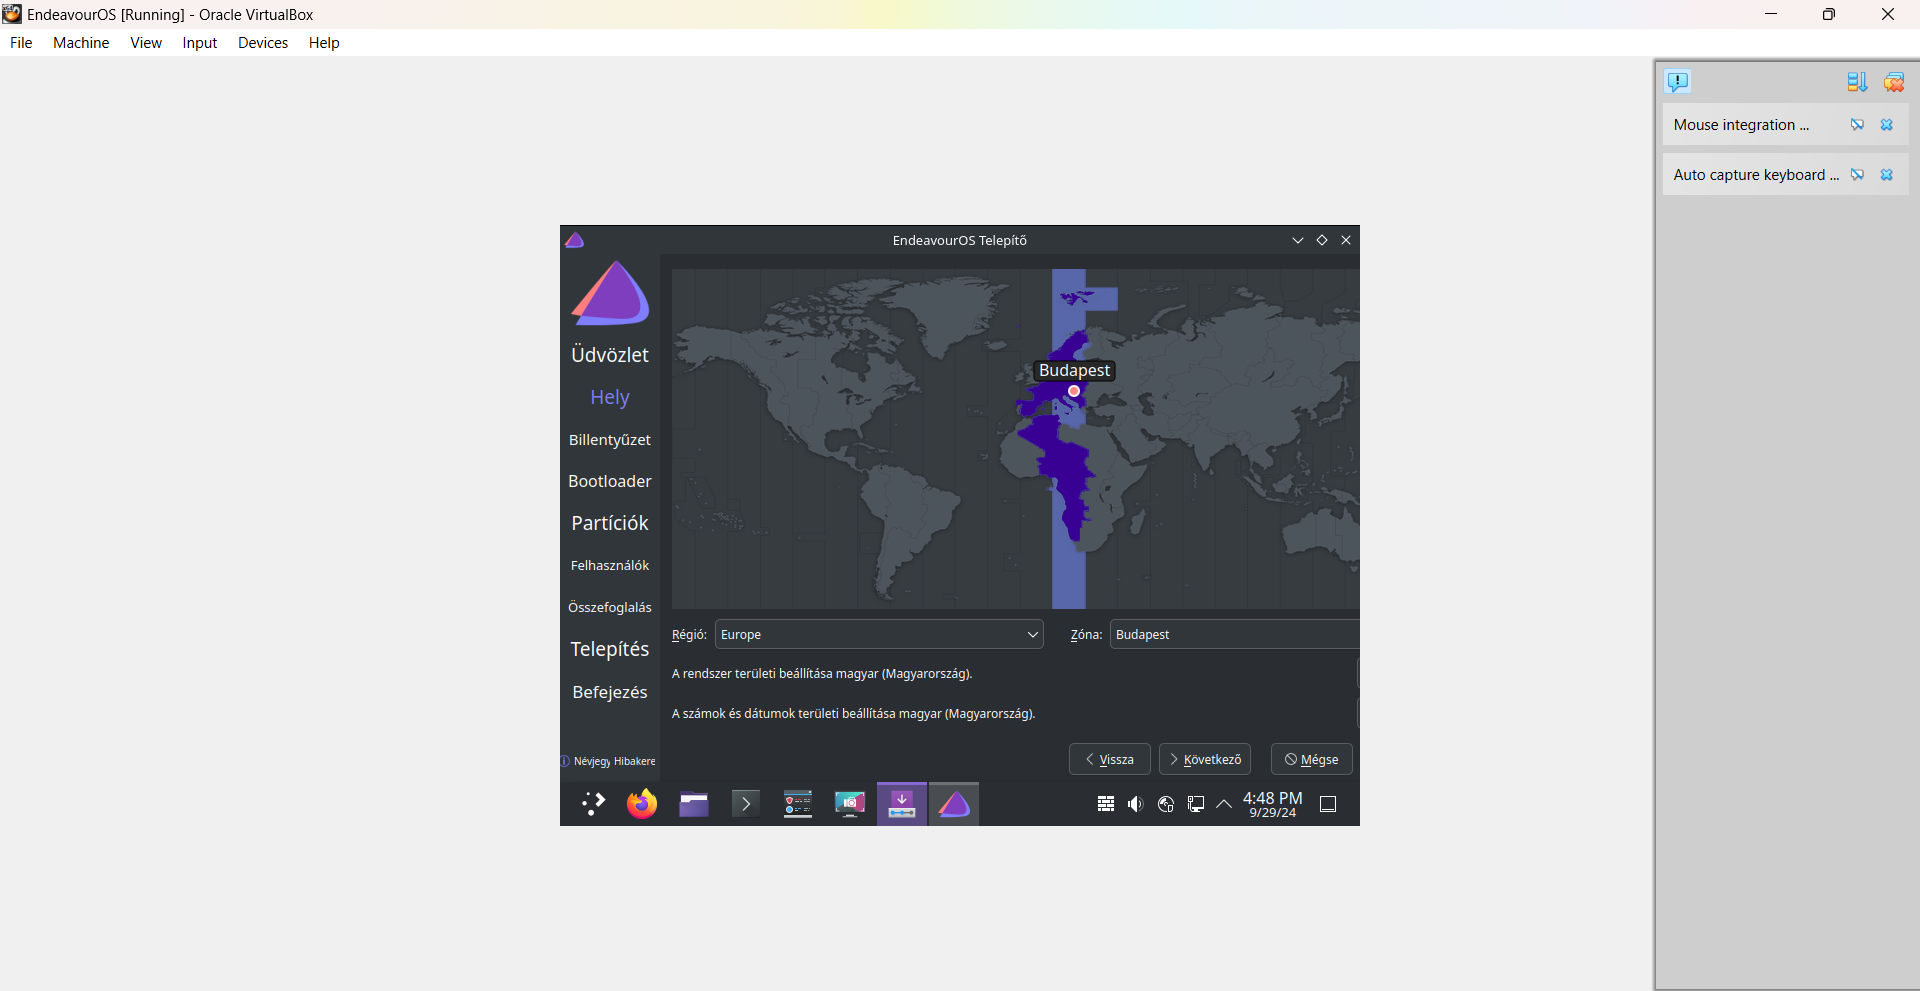 EndeavourOS [Running] - Oracle VirtualBox
File Machine View Input Devices Help
Mouse integration ...
Auto capture keyboard ...
EndeavourOS Telepítő
Üdvözlet
Hely
Billentyűzet
Bootloader
Partíciók
Felhasználók
Összefoglalás
Telepítés
Befejezés
Névjegy Hibakere
Budapest
Régió: Europe Zóna: Budapest
A rendszer területi beállítása magyar (Magyarország).
A számok és dátumok területi beállítása magyar (Magyarország).
Vissza Következő Mégse
4:48 PM
9/29/24